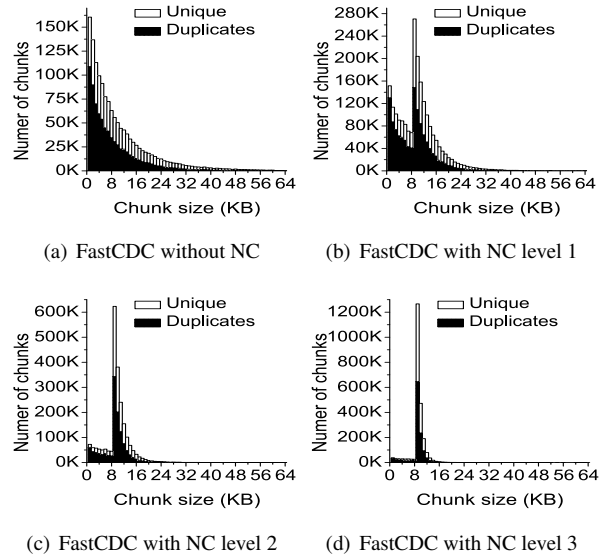 Unique
Duplicates
150K
125K
100K
75K
50K
25K
0K
Numer of chunks
0 8 16 24 32 40 48 56 64
Chunk size (KB)
(a) FastCDC without NC
Unique
Duplicates
280K
240K
200K
160K
120K
80K
40K
0K
Numer of chunks
0 8 16 24 32 40 48 56 64
Chunk size (KB)
(b) FastCDC with NC level 1
Unique
Duplicates
600K
500K
400K
300K
200K
100K
0K
Numer of chunks
0 8 16 24 32 40 48 56 64
Chunk size (KB)
(c) FastCDC with NC level 2
Unique
Duplicates
1200K
1000K
800K
600K
400K
200K
0K
Numer of chunks
0 8 16 24 32 40 48 56 64
Chunk size (KB)
(d) FastCDC with NC level 3